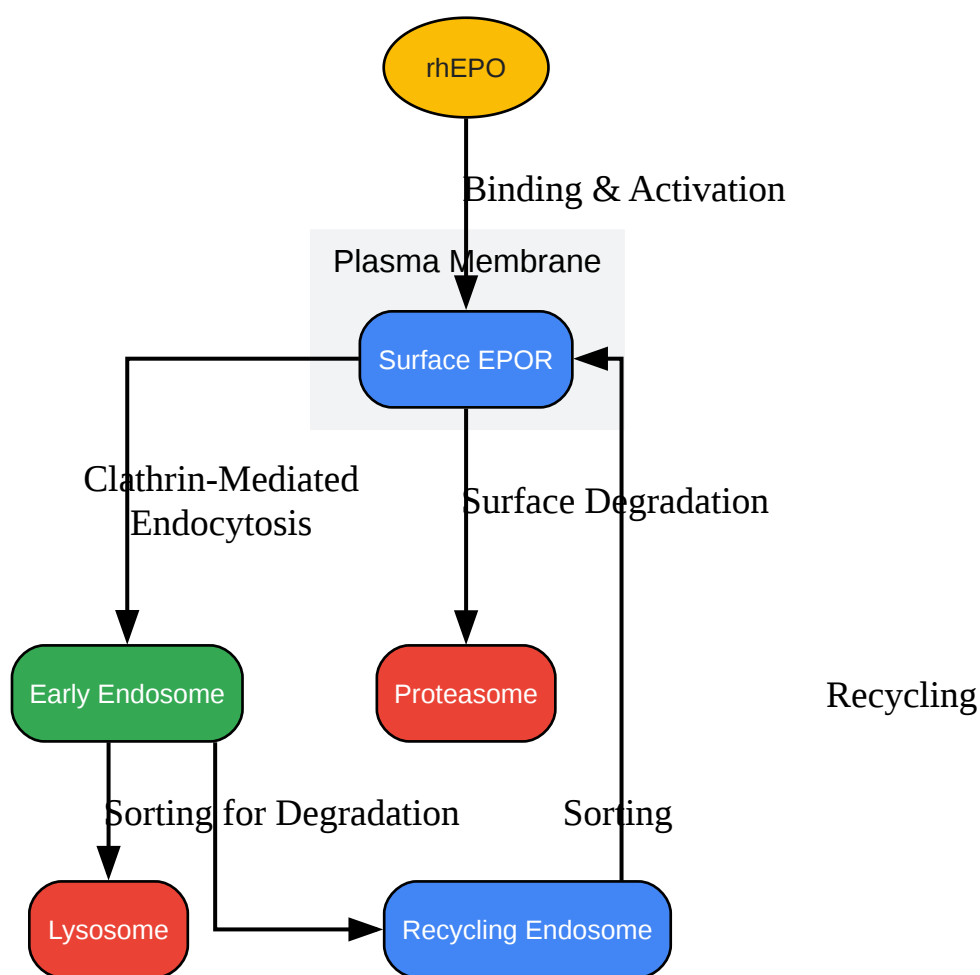 rhEPO
Binding & Activation
Plasma Membrane
Surface EPOR
Clathrin-Mediated
Endocytosis
Surface Degradation
Early Endosome
Proteasome
Recycling
Sorting for Degradation
Sorting
Lysosome
Recycling Endosome